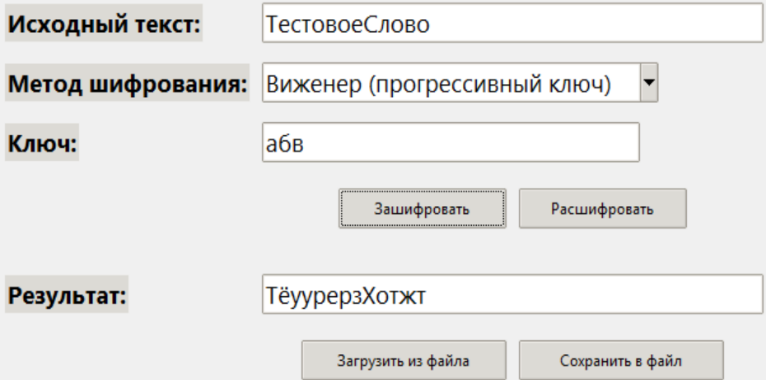 Исходный текст: ТестовоеСлово
Метод шифрования: Виженер (прогрессивный ключ)
Ключ: абв
Зашифровать Расшифровать
Результат: ТёуурерзХотжт
Загрузить из файла Сохранить в файл